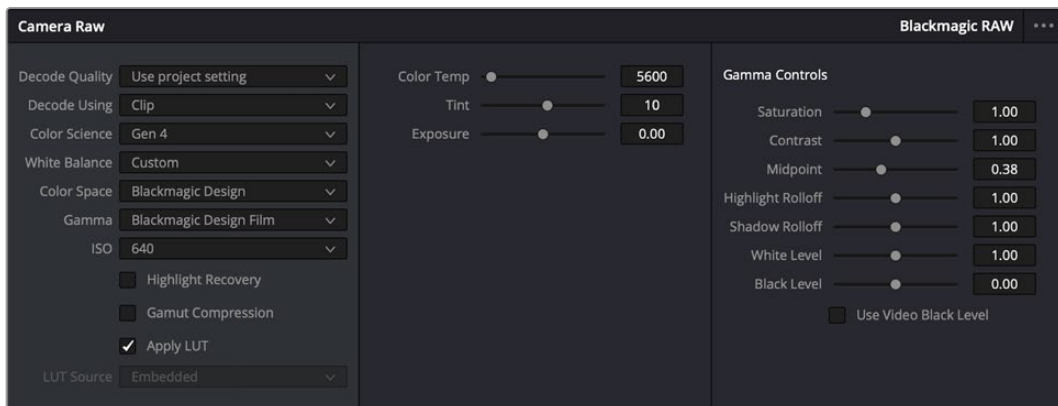 Camera Raw
Blackmagic RAW
Decode Quality Use project setting
Decode Using Clip
Color Science Gen 4
White Balance Custom
Color Space Blackmagic Design
Gamma Blackmagic Design Film
ISO 640
Highlight Recovery
Gamut Compression
Apply LUT
LUT Source Embedded
Color Temp 5600
Tint 10
Exposure 0.00
Gamma Controls
Saturation 1.00
Contrast 1.00
Midpoint 0.38
Highlight Rolloff 1.00
Shadow Rolloff 1.00
White Level 1.00
Black Level 0.00
Use Video Black Level